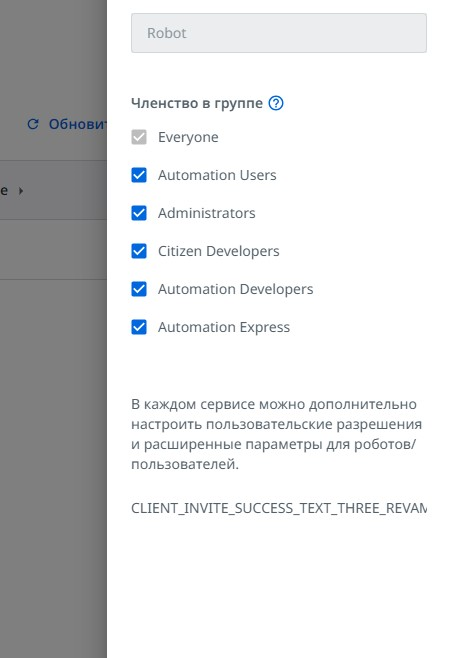 Robot
Обновит
Членство в группе
Everyone
е
Automation Users
Administrators
Citizen Developers
Automation Developers
Automation Express
В каждом сервисе можно дополнительно
настроить пользовательские разрешения
и расширенные параметры для роботов/
пользователей.
CLIENT_INVITE_SUCCESS_TEXT_THREE_REVAM